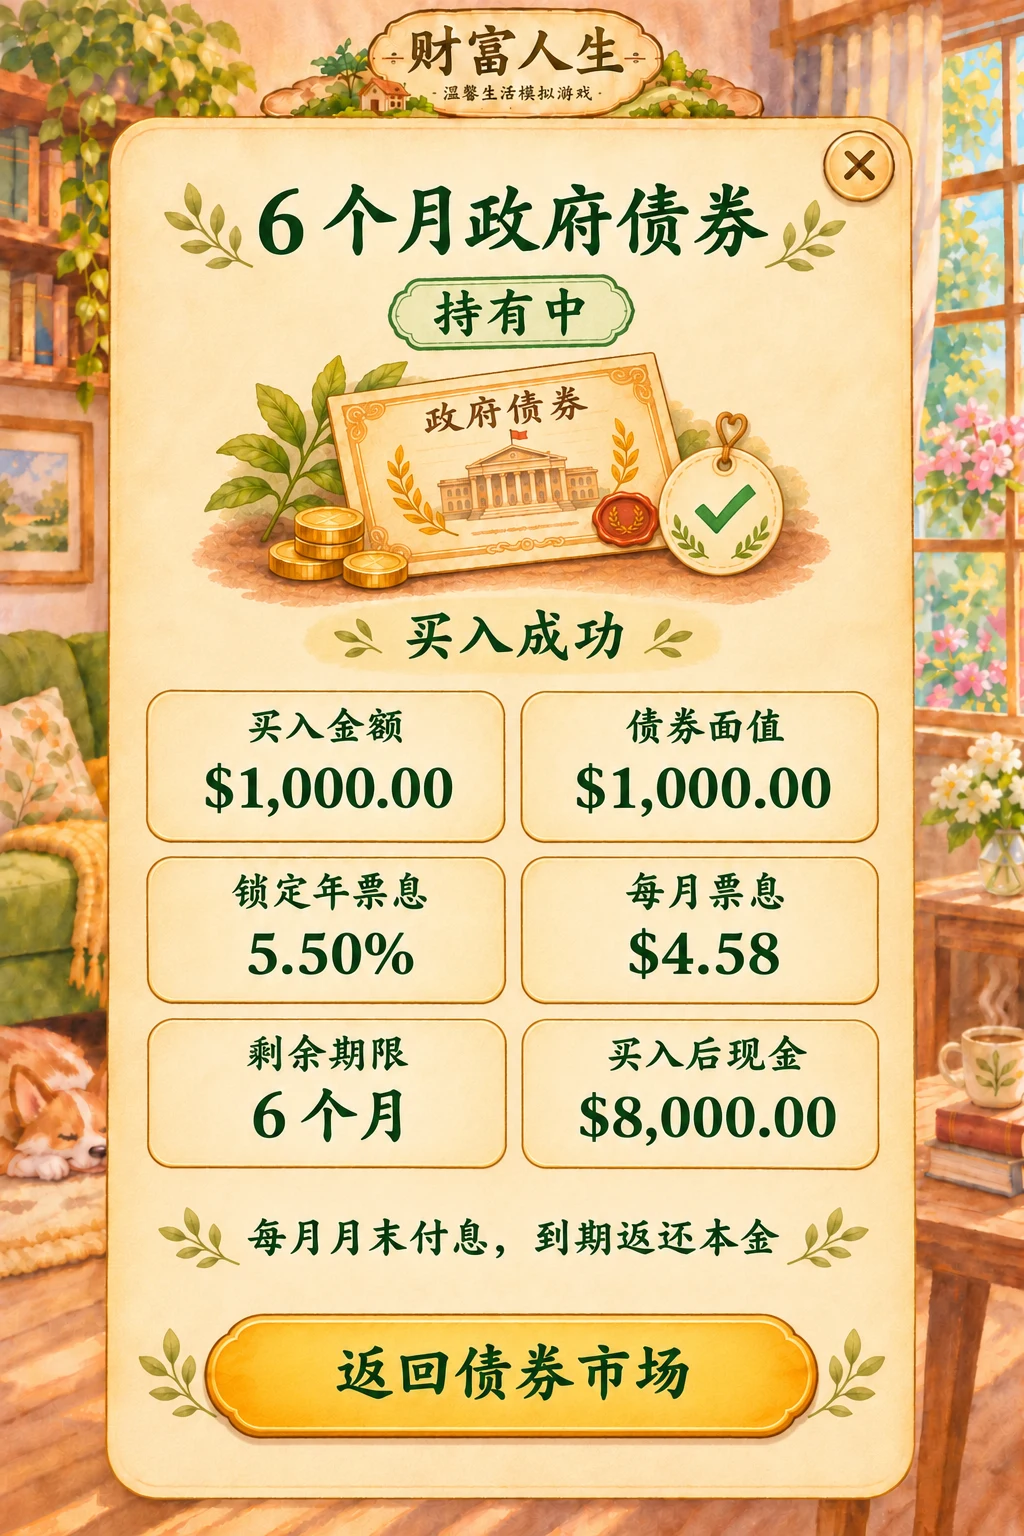 财富人生
·温馨生活模拟游戏·
6个月政府债券
持有中
政府债券
买入成功
买入金额
$1,000.00
债券面值
$1,000.00
锁定年票息
5.50%
每月票息
$4.58
剩余期限
6个月
买入后现金
$8,000.00
每月月末付息，到期返还本金
返回债券市场